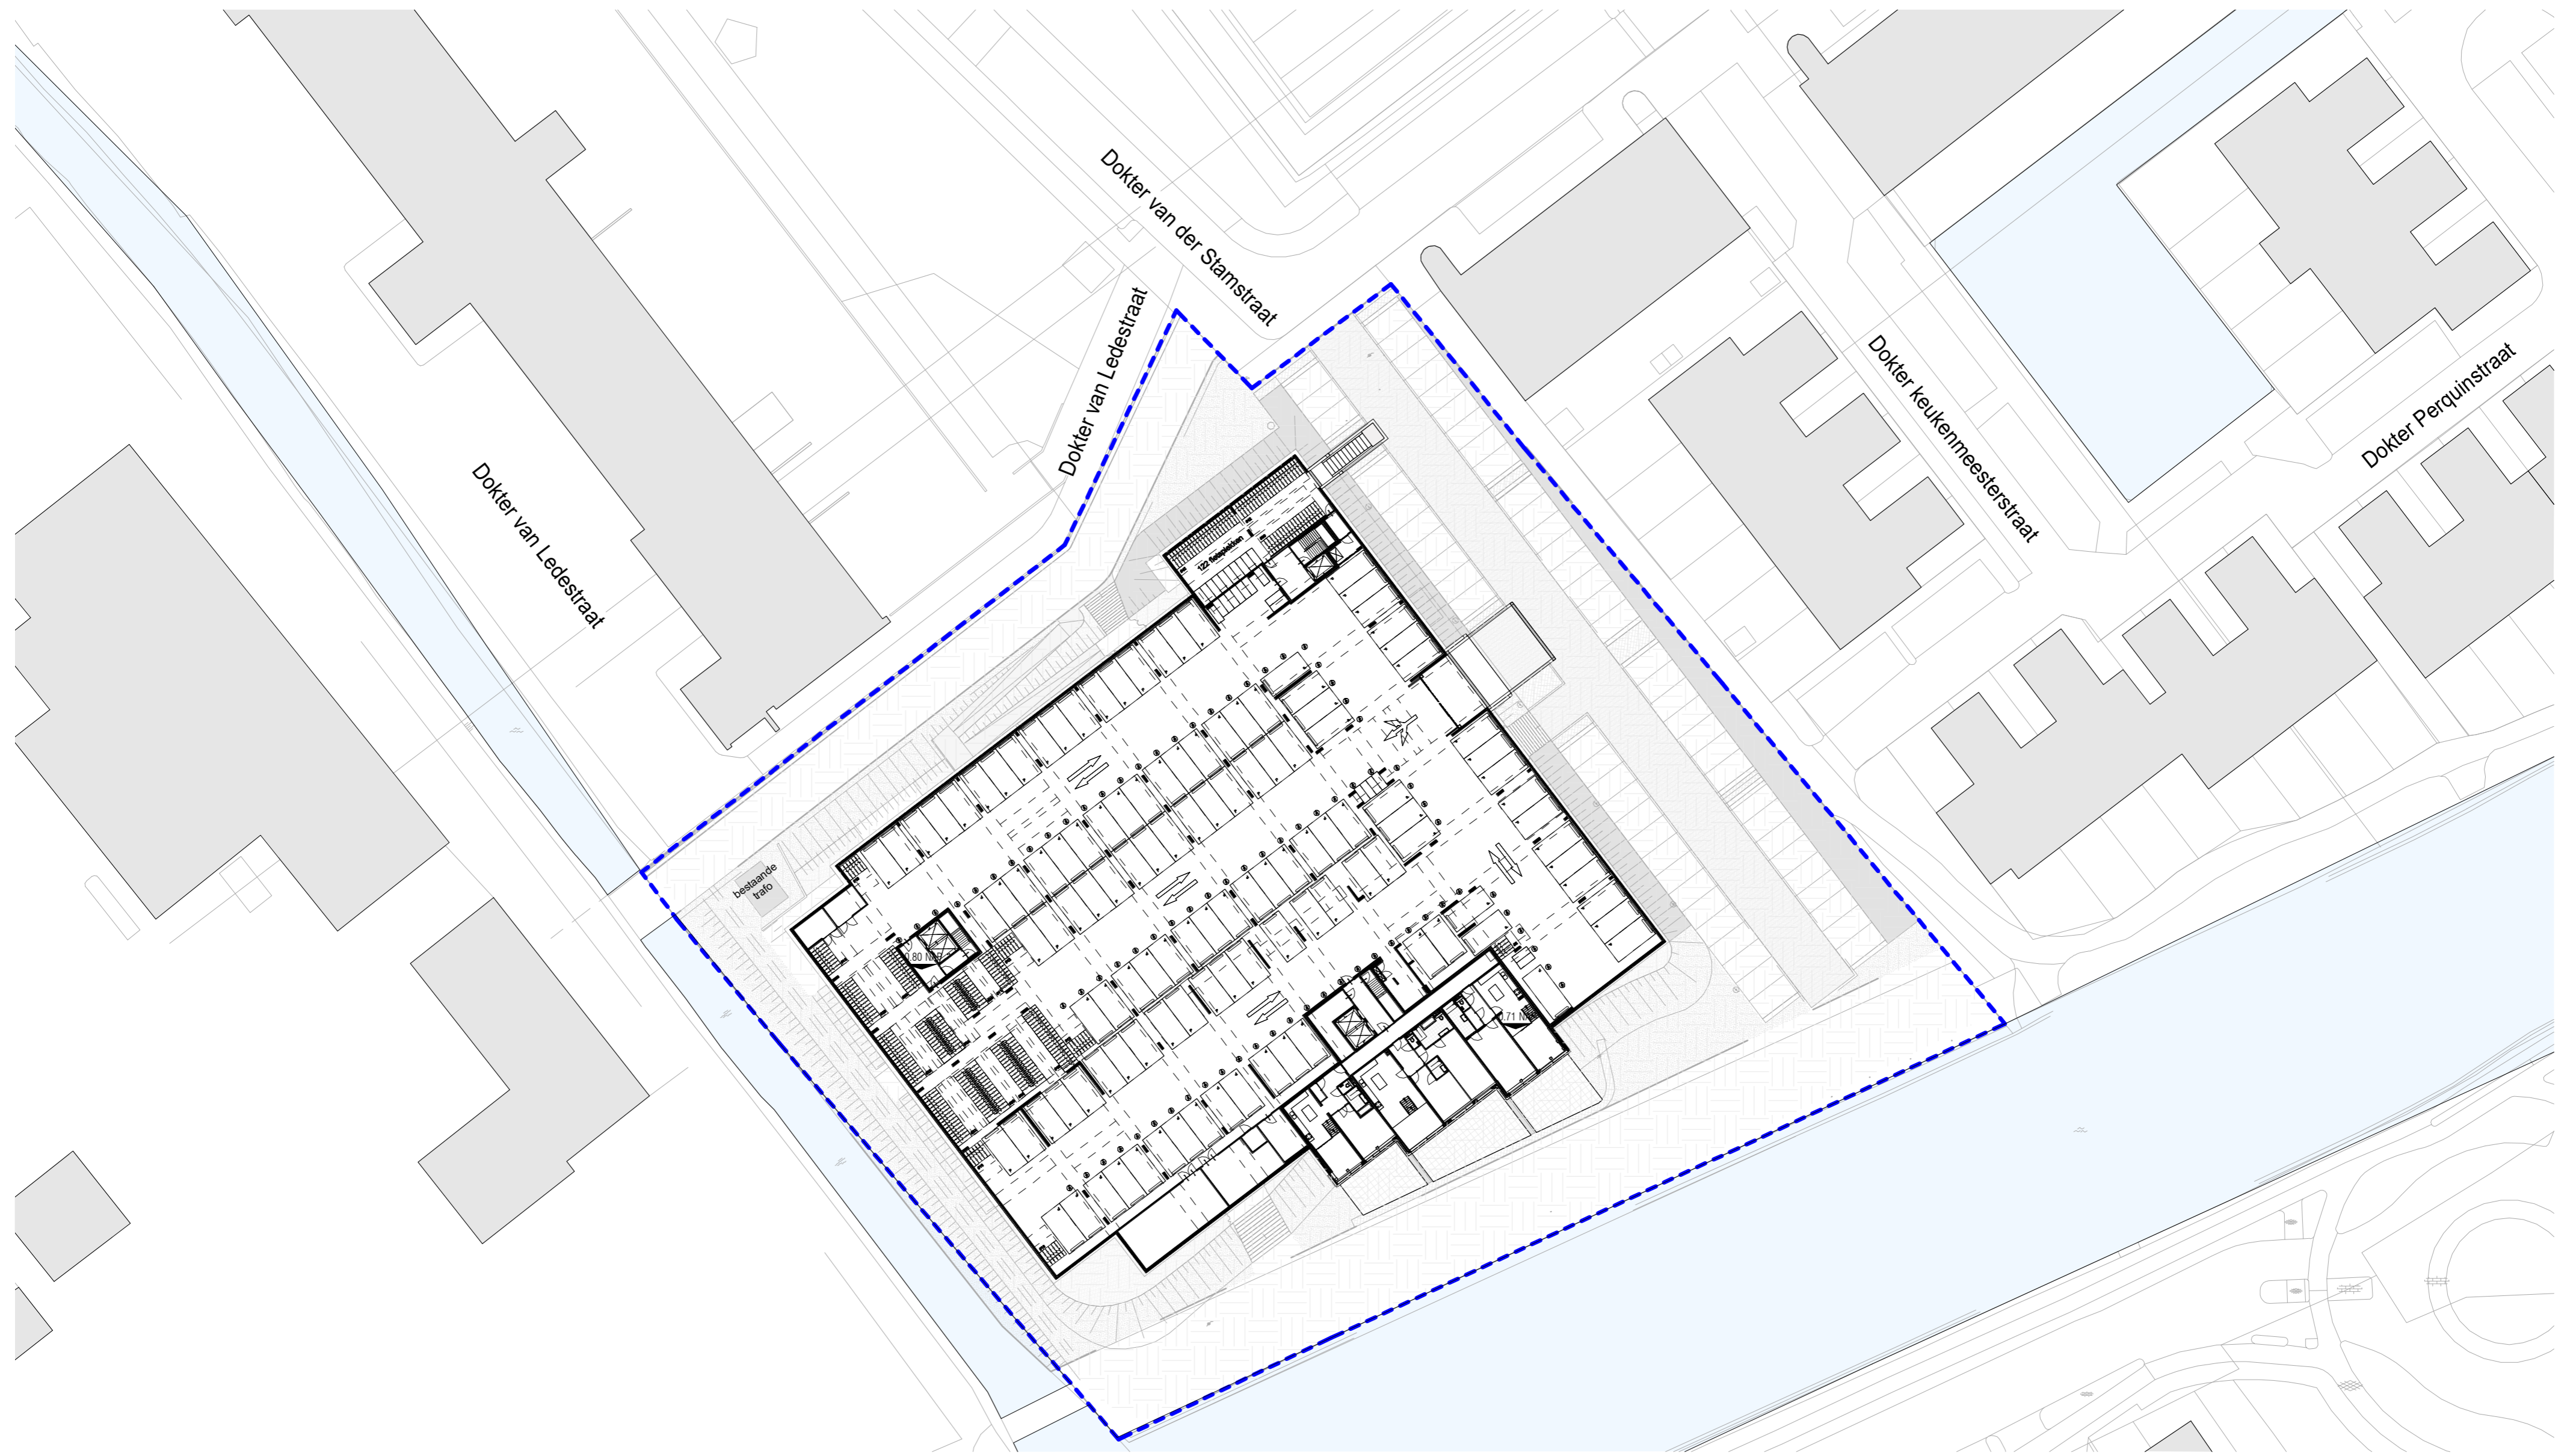 Dokter van der Stamstraat
Dokter van Ledestraat
Dokter keukenmeesterstraat
Dokter Perquinstraat
Dokter van Ledestraat
122 fietsplekken
bestaande
trafo